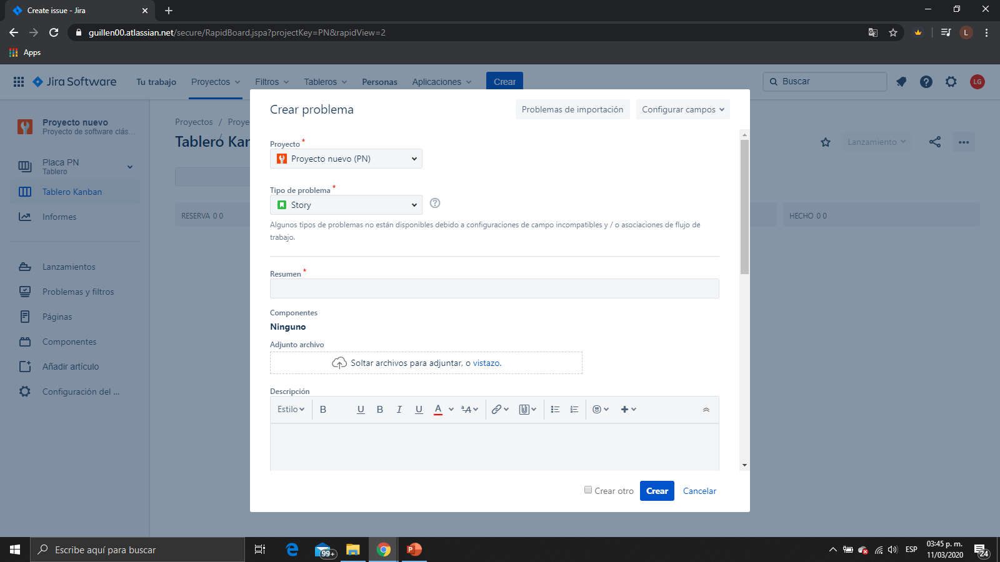 Create issue - Jira
guillen00.atlassian.net/secure/RapidBoard.jspa?projectKey=PN&rapidView=2
L
Apps
Jira Software
Tu trabajo
Proyectos
Filtros
Tableros
Personas
Aplicaciones
Crear
Buscar
LG
Proyecto nuevo
Proyecto de software clás...
Placa PN
Tablero
Tablero Kanban
Informes
Lanzamientos
Problemas y filtros
Páginas
Componentes
Añadir artículo
Configuración del ...
Proyectos / Proye
/
Tablero Kar
Lanzamiento
RESERVA 0 0
HECHO 0 0
Crear problema
Problemas de importación
Configurar campos
Proyecto *
Proyecto nuevo (PN)
Tipo de problema *
Story
Algunos tipos de problemas no están disponibles debido a configuraciones de campo incompatibles y / o asociaciones de flujo de
trabajo.
Resumen *
Componentes
Ninguno
Adjunto archivo
Soltar archivos para adjuntar, o vistazo.
Descripción
Estilo B U B I U A ªA
Crear otro
Crear
Cancelar
Escribe aquí para buscar
99+
ESP
03:45 p. m.
11/03/2020
24